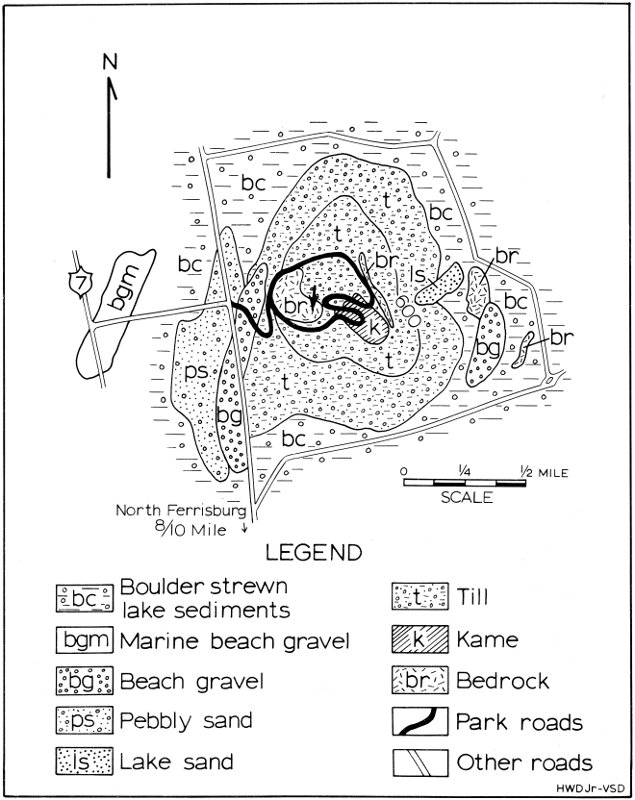 N
bc
t
bc
t
br
bc
ls
br
7
bgm
br
bc
k
bg
br
ps
t
t
bg
bc
0 1/4 1/2 MILE
SCALE
North Ferrisburg
8/10 Mile ↓
LEGEND
bc Boulder strewn
lake sediments
bgm Marine beach gravel
bg Beach gravel
ps Pebbly sand
ls Lake sand
t Till
k Kame
br Bedrock
Park roads
Other roads
HWDJr-VSD